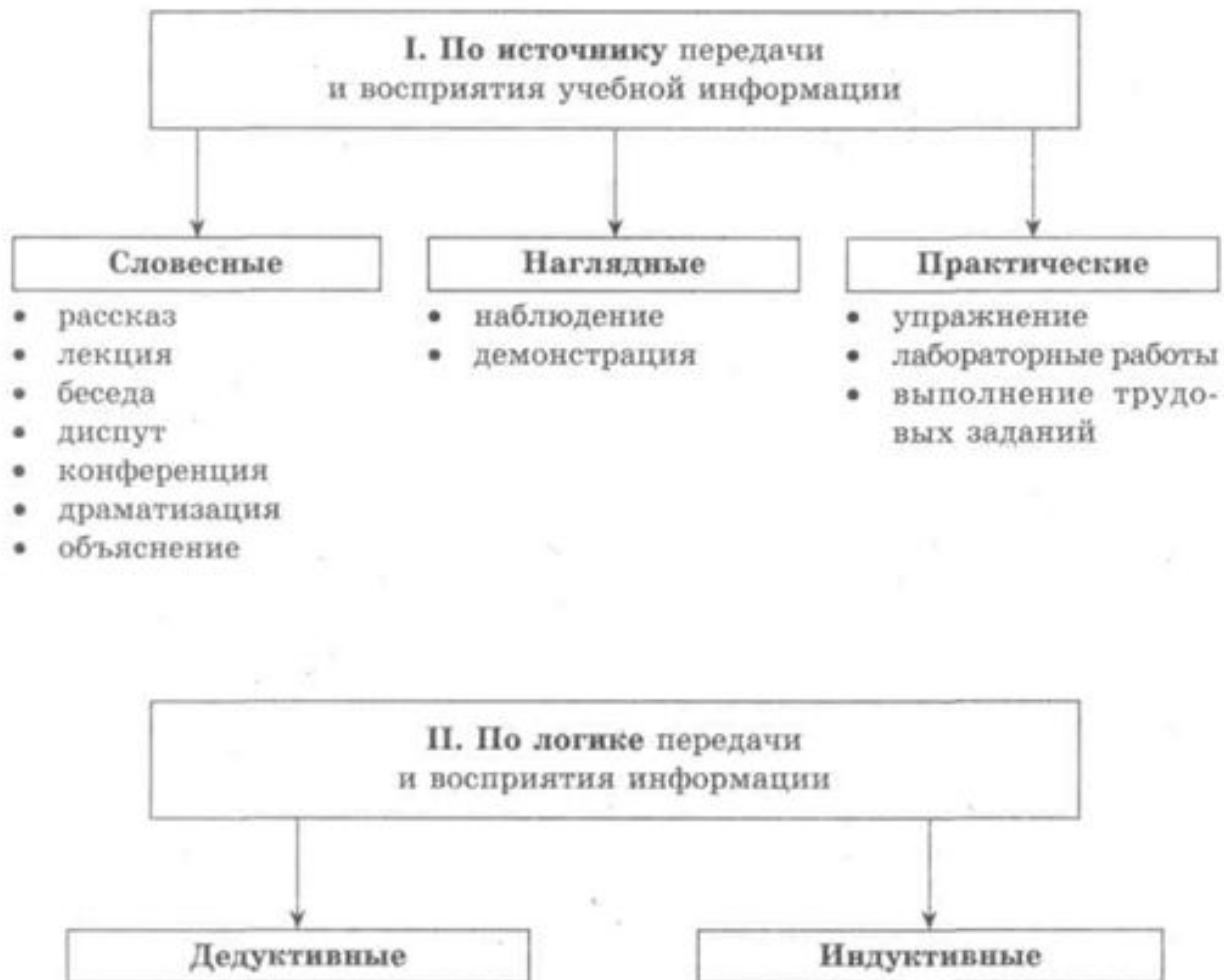 I. По источнику передачи
и восприятия учебной информации
Словесные
• рассказ
• лекция
• беседа
• диспут
• конференция
• драматизация
• объяснение
Наглядные
• наблюдение
• демонстрация
Практические
• упражнение
• лабораторные работы
• выполнение трудо-
вых заданий
II. По логике передачи
и восприятия информации
Дедуктивные
Индуктивные